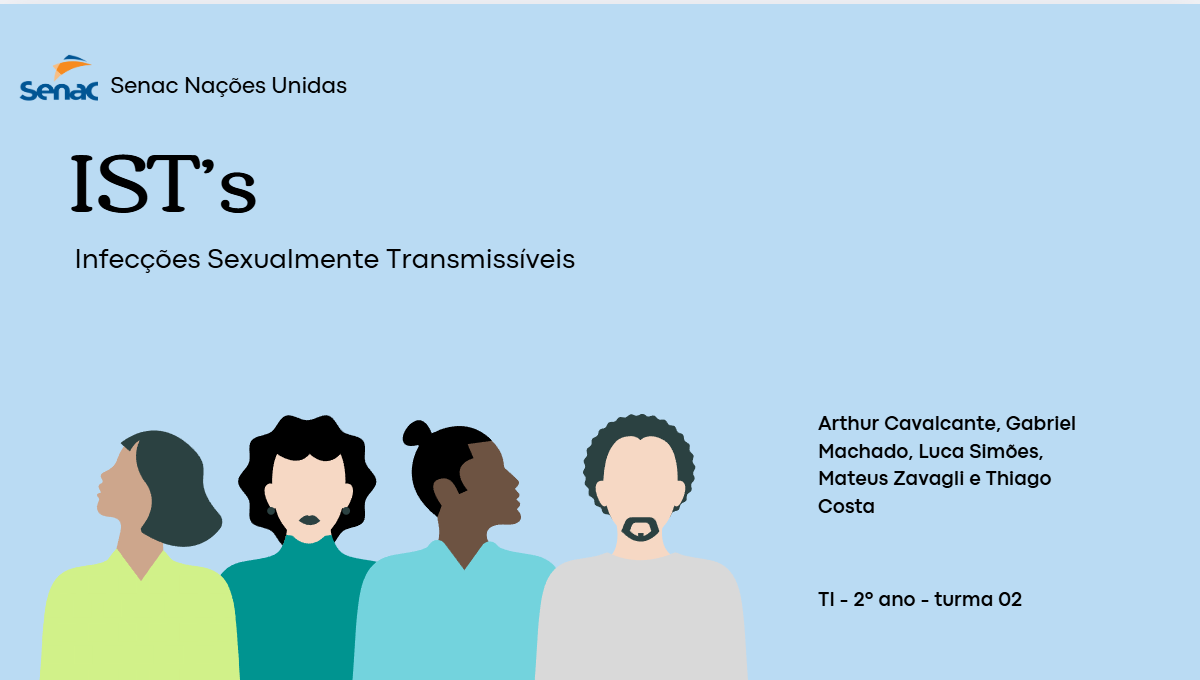 Senac
Senac Nações Unidas
IST's
Infecções Sexualmente Transmissíveis
Arthur Cavalcante, Gabriel
Machado, Luca Simões,
Mateus Zavagli e Thiago
Costa
TI - 2º ano - turma 02